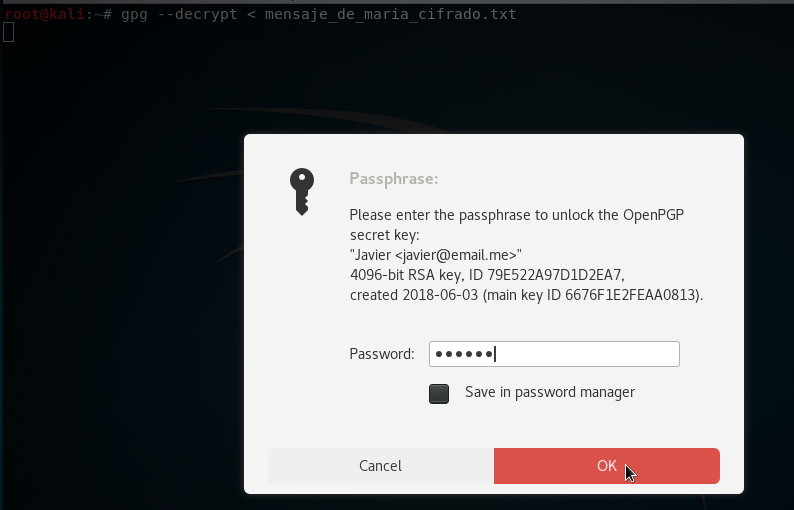 root@kali:~# gpg --decrypt < mensaje_de_maria_cifrado.txt
Passphrase:
Please enter the passphrase to unlock the OpenPGP
secret key:
"Javier <javier@email.me>"
4096-bit RSA key, ID 79E522A97D1D2EA7,
created 2018-06-03 (main key ID 6676F1E2FEAA0813).
Password: ••••••
Save in password manager
Cancel OK